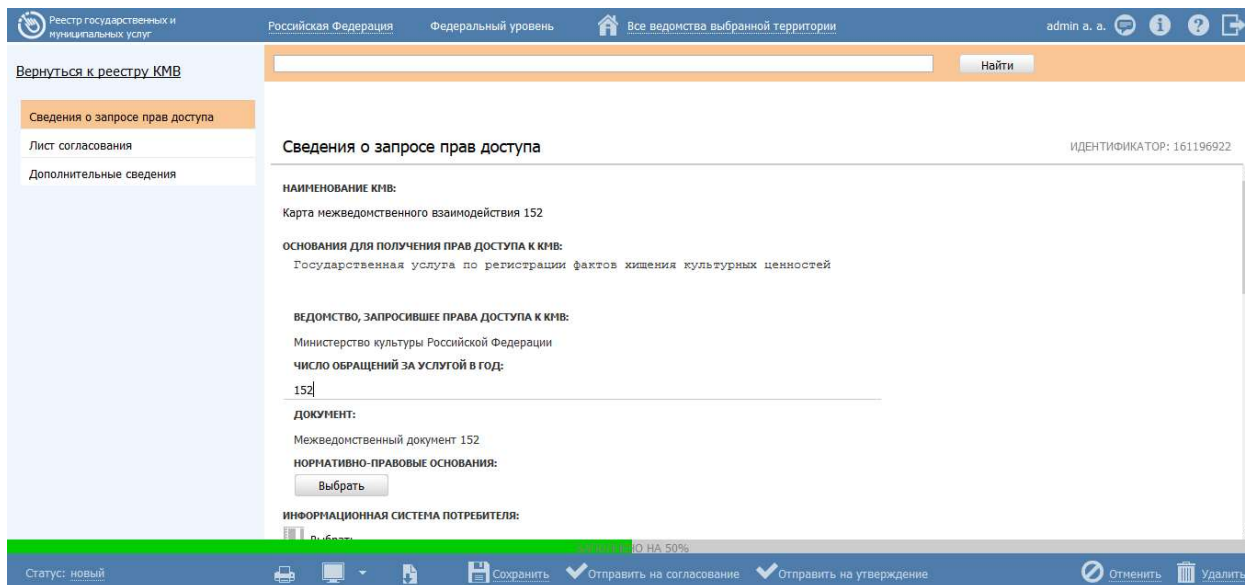 Реестр государственных и
муниципальных услуг
Российская Федерация
Федеральный уровень
Все ведомства выбранной территории
admin a. a.
Вернуться к реестру КМВ
Найти
Сведения о запросе прав доступа
Лист согласования
Дополнительные сведения
Сведения о запросе прав доступа
ИДЕНТИФИКАТОР: 161196922
НАИМЕНОВАНИЕ КМВ:
Карта межведомственного взаимодействия 152
ОСНОВАНИЯ ДЛЯ ПОЛУЧЕНИЯ ПРАВ ДОСТУПА К КМВ:
Государственная услуга по регистрации фактов хищения культурных ценностей
ВЕДОМСТВО, ЗАПРОСИВШЕЕ ПРАВА ДОСТУПА К КМВ:
Министерство культуры Российской Федерации
ЧИСЛО ОБРАЩЕНИЙ ЗА УСЛУГОЙ В ГОД:
152
ДОКУМЕНТ:
Межведомственный документ 152
НОРМАТИВНО-ПРАВОВЫЕ ОСНОВАНИЯ:
Выбрать
ИНФОРМАЦИОННАЯ СИСТЕМА ПОТРЕБИТЕЛЯ:
Выбрать
НА 50%
Статус: новый
Сохранить
Отправить на согласование
Отправить на утверждение
Отменить
Удалить